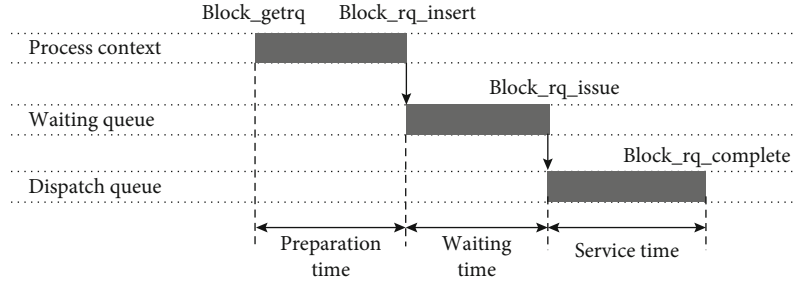 Block_getrq Block_rq_insert
Process context
Block_rq_issue
Waiting queue
Block_rq_complete
Dispatch queue
Preparation time
Waiting time
Service time